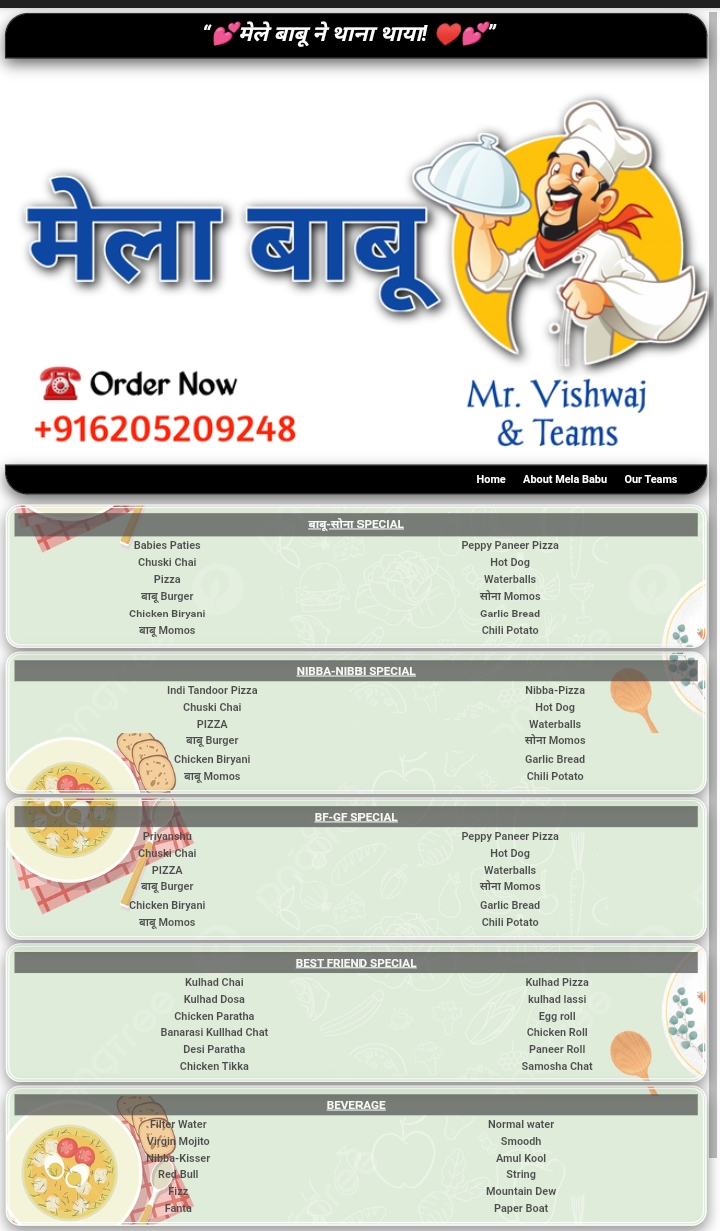 “💕मेले बाबू ने थाना थाया! ❤️💕”
मेला बाबू
Order Now
+916205209248
Mr. Vishwaj
& Teams
Home About Mela Babu Our Teams
बाबू-सोना SPECIAL
Babies Paties Peppy Paneer Pizza
Chuski Chai Hot Dog
Pizza Waterballs
बाबू Burger सोना Momos
Chicken Biryani Garlic Bread
बाबू Momos Chili Potato
NIBBA-NIBBI SPECIAL
Indi Tandoor Pizza Nibba-Pizza
Chuski Chai Hot Dog
PIZZA Waterballs
बाबू Burger सोना Momos
Chicken Biryani Garlic Bread
बाबू Momos Chili Potato
BF-GF SPECIAL
Priyanshu Peppy Paneer Pizza
Chuski Chai Hot Dog
PIZZA Waterballs
बाबू Burger सोना Momos
Chicken Biryani Garlic Bread
बाबू Momos Chili Potato
BEST FRIEND SPECIAL
Kulhad Chai Kulhad Pizza
Kulhad Dosa kulhad lassi
Chicken Paratha Egg roll
Banarasi Kullhad Chat Chicken Roll
Desi Paratha Paneer Roll
Chicken Tikka Samosha Chat
BEVERAGE
Filter Water Normal water
Virgin Mojito Smoodh
Nibba-Kisser Amul Kool
Red Bull String
Fizz Mountain Dew
Fanta Paper Boat